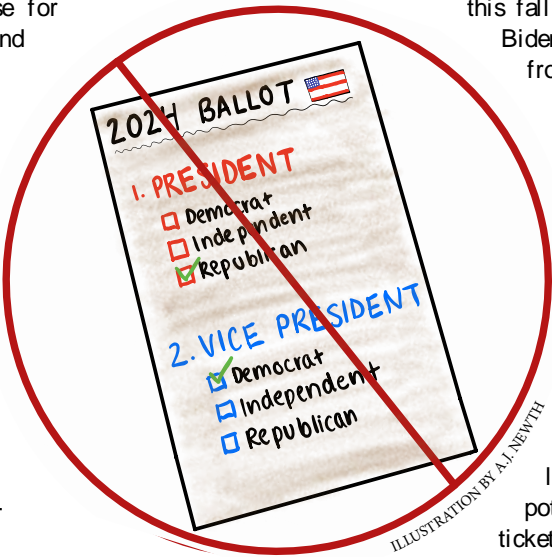 se for
nd
this fall
Biden
fro
2024 BALLOT
1. PRESIDENT
Democrat
Independent
Republican
2. VICE PRESIDENT
Democrat
Independent
Republican
ILLUSTRATION BY A.J. NEWTH
I
pot
ticket